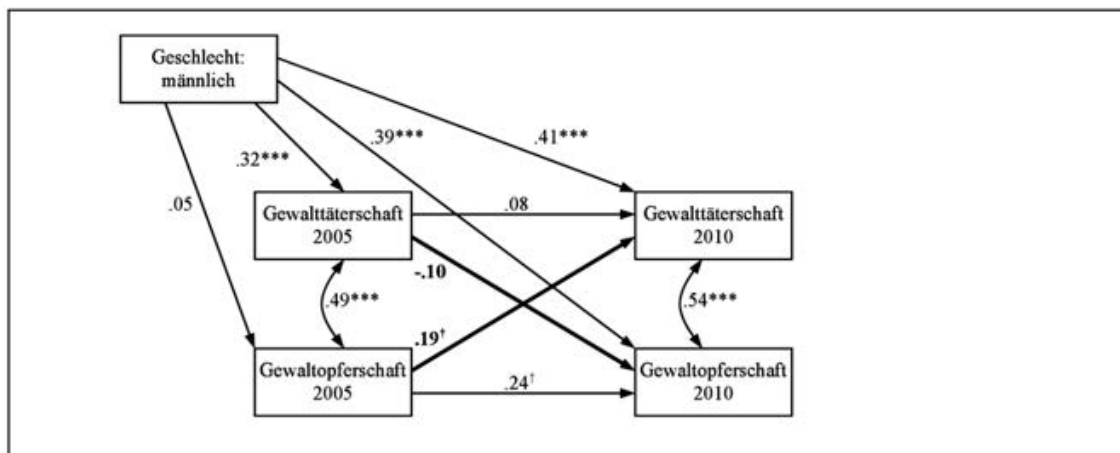 Geschlecht:
männlich
.39***
.41***
.32***
.05
Gewalttäterschaft
2005
.08
Gewalttäterschaft
2010
-.10
.49***
.54***
.19†
Gewaltopferschaft
2005
.24†
Gewaltopferschaft
2010